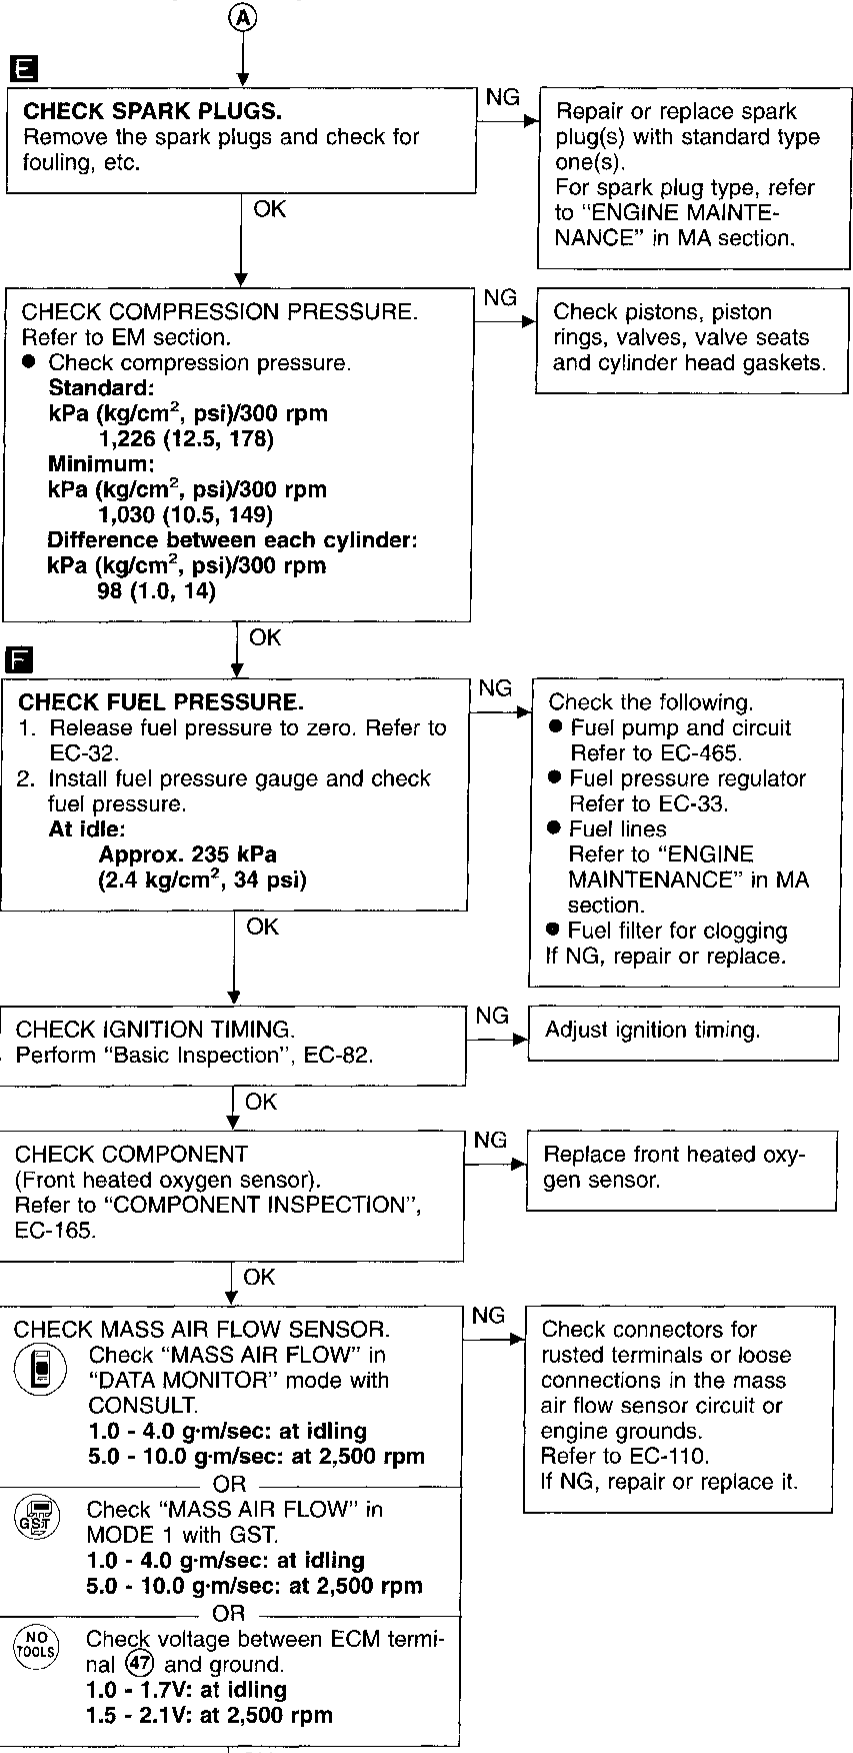 A
E
CHECK SPARK PLUGS.
Remove the spark plugs and check for
fouling, etc.
NG
Repair or replace spark
plug(s) with standard type
one(s).
For spark plug type, refer
to “ENGINE MAINTE-
NANCE” in MA section.
OK
CHECK COMPRESSION PRESSURE.
Refer to EM section.
● Check compression pressure.
Standard:
kPa (kg/cm², psi)/300 rpm
1,226 (12.5, 178)
Minimum:
kPa (kg/cm², psi)/300 rpm
1,030 (10.5, 149)
Difference between each cylinder:
kPa (kg/cm², psi)/300 rpm
98 (1.0, 14)
NG
Check pistons, piston
rings, valves, valve seats
and cylinder head gaskets.
OK
F
CHECK FUEL PRESSURE.
1. Release fuel pressure to zero. Refer to
EC-32.
2. Install fuel pressure gauge and check
fuel pressure.
At idle:
Approx. 235 kPa
(2.4 kg/cm², 34 psi)
NG
Check the following.
● Fuel pump and circuit
Refer to EC-465.
● Fuel pressure regulator
Refer to EC-33.
● Fuel lines
Refer to “ENGINE
MAINTENANCE” in MA
section.
● Fuel filter for clogging
If NG, repair or replace.
OK
CHECK IGNITION TIMING.
Perform “Basic Inspection”, EC-82.
NG
Adjust ignition timing.
OK
CHECK COMPONENT
(Front heated oxygen sensor).
Refer to “COMPONENT INSPECTION”,
EC-165.
NG
Replace front heated oxy-
gen sensor.
OK
CHECK MASS AIR FLOW SENSOR.
Check “MASS AIR FLOW” in
“DATA MONITOR” mode with
CONSULT.
1.0 - 4.0 g·m/sec: at idling
5.0 - 10.0 g·m/sec: at 2,500 rpm
OR
GST
Check “MASS AIR FLOW” in
MODE 1 with GST.
1.0 - 4.0 g·m/sec: at idling
5.0 - 10.0 g·m/sec: at 2,500 rpm
OR
NO
TOOLS
Check voltage between ECM termi-
nal 47 and ground.
1.0 - 1.7V: at idling
1.5 - 2.1V: at 2,500 rpm
NG
Check connectors for
rusted terminals or loose
connections in the mass
air flow sensor circuit or
engine grounds.
Refer to EC-110.
If NG, repair or replace it.